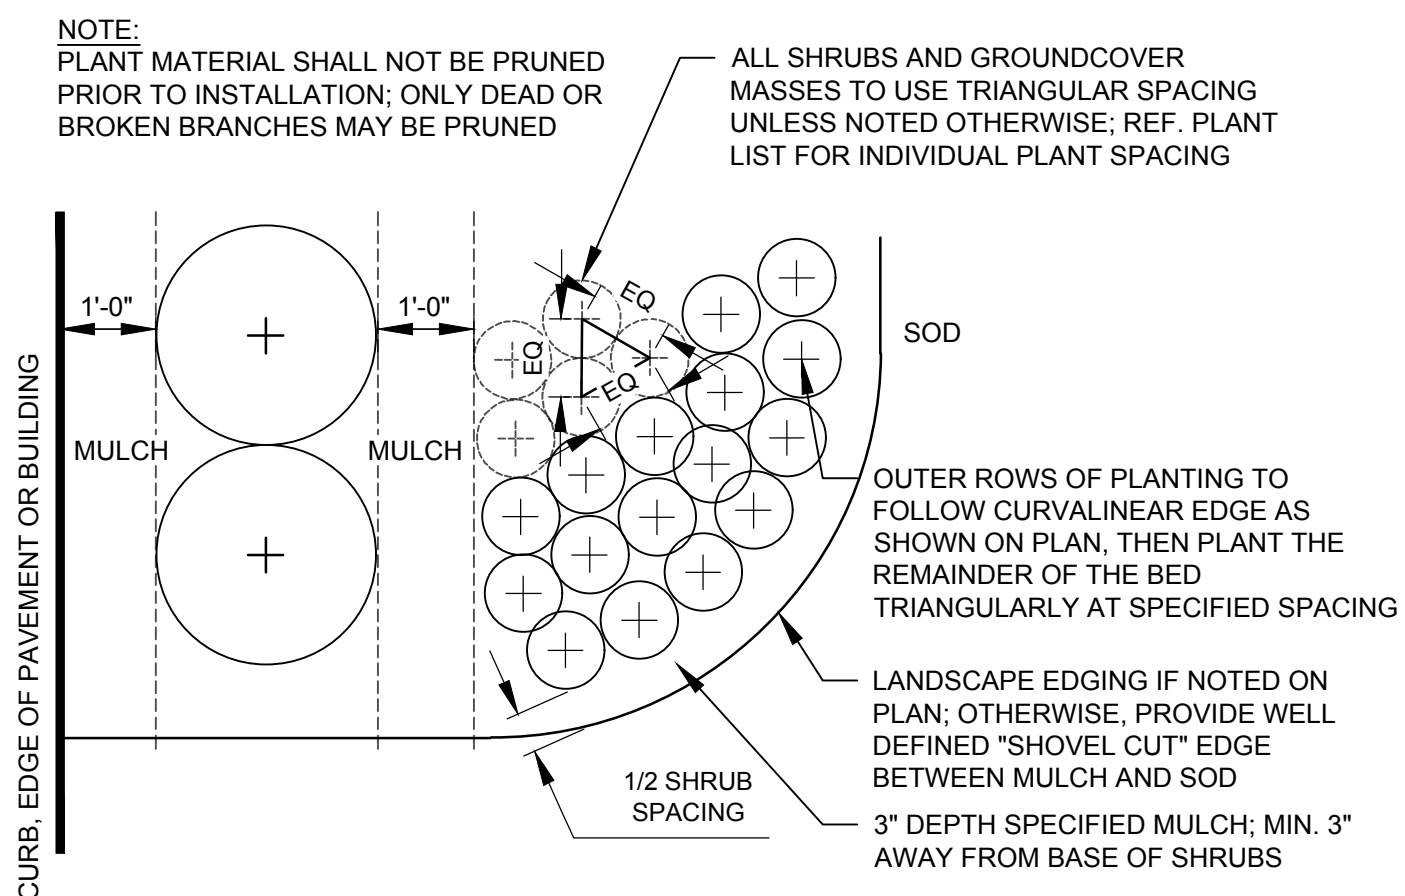 NOTE:
PLANT MATERIAL SHALL NOT BE PRUNED
PRIOR TO INSTALLATION; ONLY DEAD OR
BROKEN BRANCHES MAY BE PRUNED
ALL SHRUBS AND GROUNDCOVER
MASSES TO USE TRIANGULAR SPACING
UNLESS NOTED OTHERWISE; REF. PLANT
LIST FOR INDIVIDUAL PLANT SPACING
CURB, EDGE OF PAVEMENT OR BUILDING
1'-0"
1'-0"
MULCH
MULCH
EQ
EQ
EQ
SOD
OUTER ROWS OF PLANTING TO
FOLLOW CURVALINEAR EDGE AS
SHOWN ON PLAN, THEN PLANT THE
REMAINDER OF THE BED
TRIANGULARLY AT SPECIFIED SPACING
LANDSCAPE EDGING IF NOTED ON
PLAN; OTHERWISE, PROVIDE WELL
DEFINED "SHOVEL CUT" EDGE
BETWEEN MULCH AND SOD
1/2 SHRUB
SPACING
3" DEPTH SPECIFIED MULCH; MIN. 3"
AWAY FROM BASE OF SHRUBS